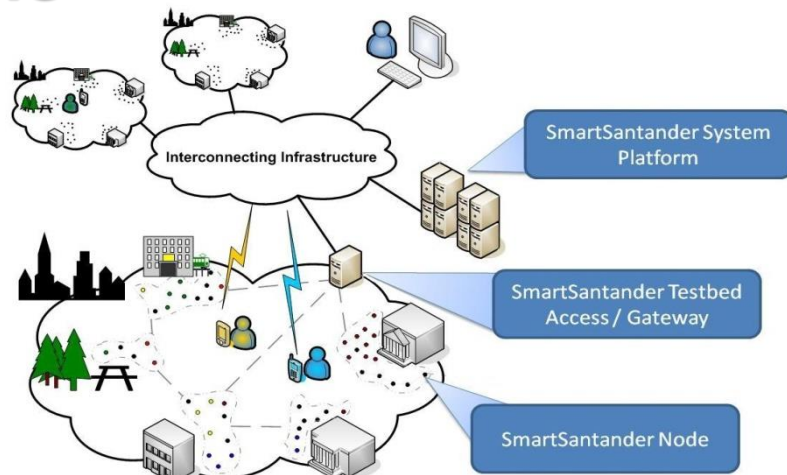 SmartSantander System
Platform
Interconnecting Infrastructure
SmartSantander Testbed
Access / Gateway
SmartSantander Node